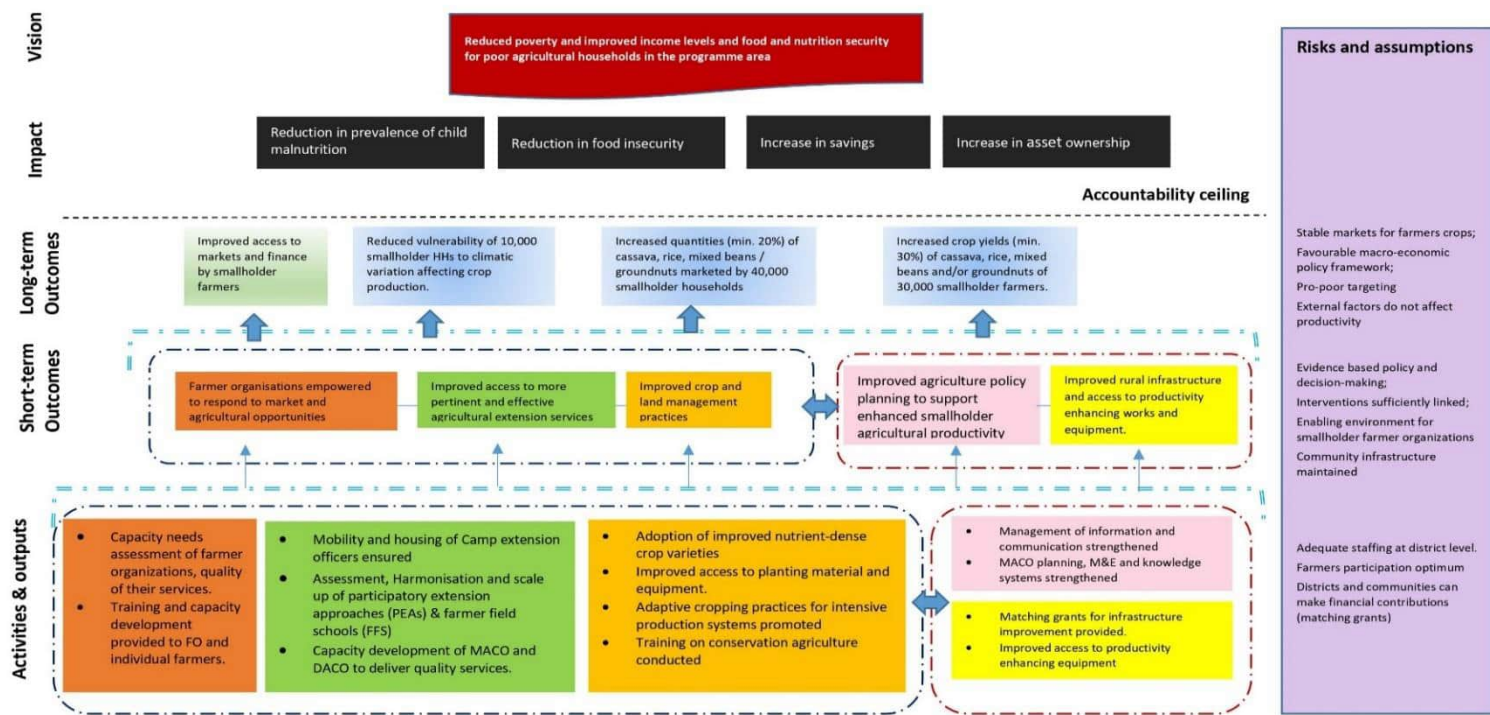 Vision
Reduced poverty and improved income levels and food and nutrition security
for poor agricultural households in the programme area
Impact
Reduction in prevalence of child
malnutrition
Reduction in food insecurity
Increase in savings
Increase in asset ownership
Accountability ceiling
Long-term
Outcomes
Improved access to
markets and finance
by smallholder
farmers
Reduced vulnerability of 10,000
smallholder HHs to climatic
variation affecting crop
production.
Increased quantities (min. 20%) of
cassava, rice, mixed beans /
groundnuts marketed by 40,000
smallholder households
Increased crop yields (min.
30%) of cassava, rice, mixed
beans and/or groundnuts of
30,000 smallholder farmers.
Short-term
Outcomes
Farmer organisations empowered
to respond to market and
agricultural opportunities
Improved access to more
pertinent and effective
agricultural extension services
Improved crop and
land management
practices
Improved agriculture policy
planning to support
enhanced smallholder
agricultural productivity
Improved rural infrastructure
and access to productivity
enhancing works and
equipment.
Activities & outputs
• Capacity needs
assessment of farmer
organizations, quality
of their services.
• Training and capacity
development
provided to FO and
individual farmers.
• Mobility and housing of Camp extension
officers ensured
• Assessment, Harmonisation and scale
up of participatory extension
approaches (PEAs) & farmer field
schools (FFS)
• Capacity development of MACO and
DACO to deliver quality services.
• Adoption of improved nutrient-dense
crop varieties
• Improved access to planting material and
equipment.
• Adaptive cropping practices for intensive
production systems promoted
• Training on conservation agriculture
conducted
• Management of information and
communication strengthened
• MACO planning, M&E and knowledge
systems strengthened
• Matching grants for infrastructure
improvement provided.
• Improved access to productivity
enhancing equipment
Risks and assumptions
Stable markets for farmers crops;
Favourable macro-economic
policy framework;
Pro-poor targeting
External factors do not affect
productivity
Evidence based policy and
decision-making;
Interventions sufficiently linked;
Enabling environment for
smallholder farmer organizations
Community infrastructure
maintained
Adequate staffing at district level.
Farmers participation optimum
Districts and communities can
make financial contributions
(matching grants)